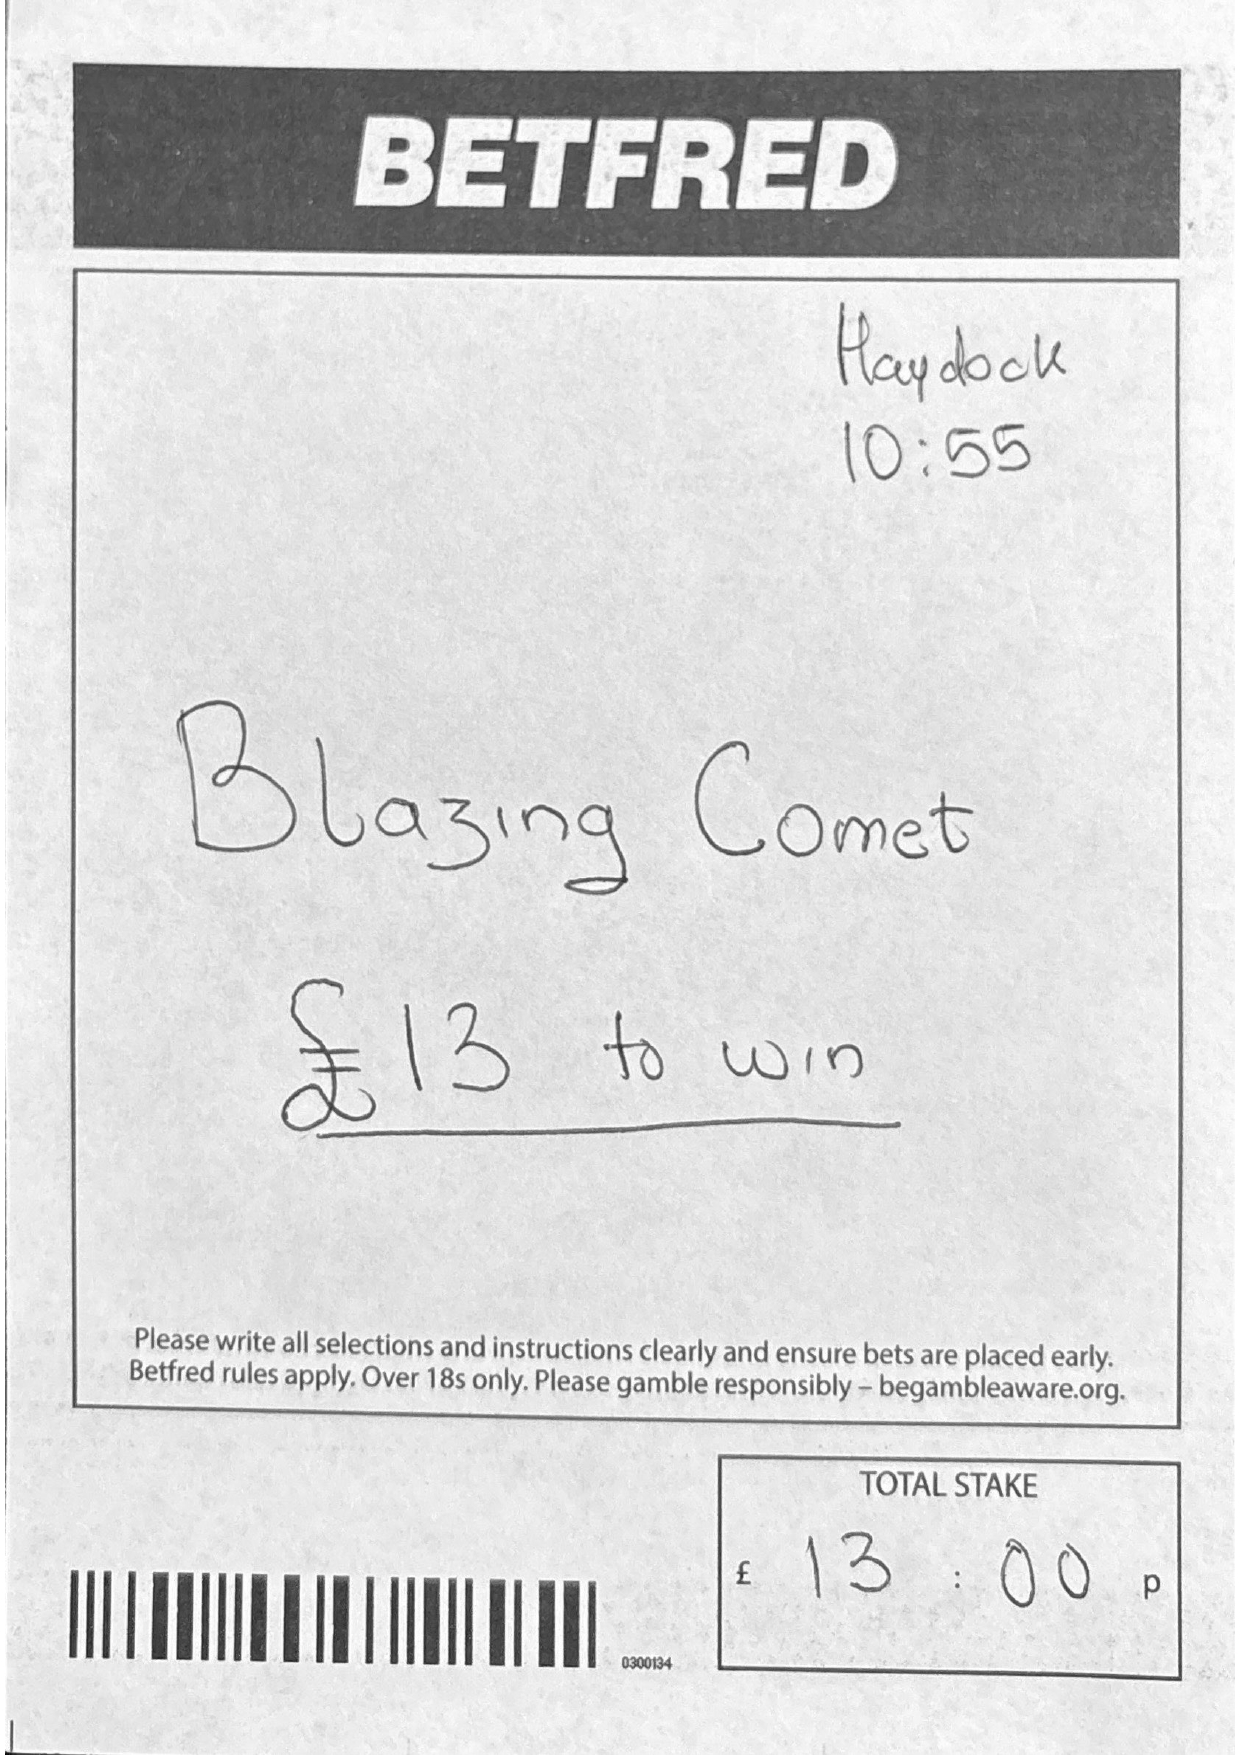 BETFRED
Haydock
10:55
Blazing Comet
£13 to win
Please write all selections and instructions clearly and ensure bets are placed early.
Betfred rules apply. Over 18s only. Please gamble responsibly – begambleaware.org.
TOTAL STAKE
£ 13 : 00 p
0300134